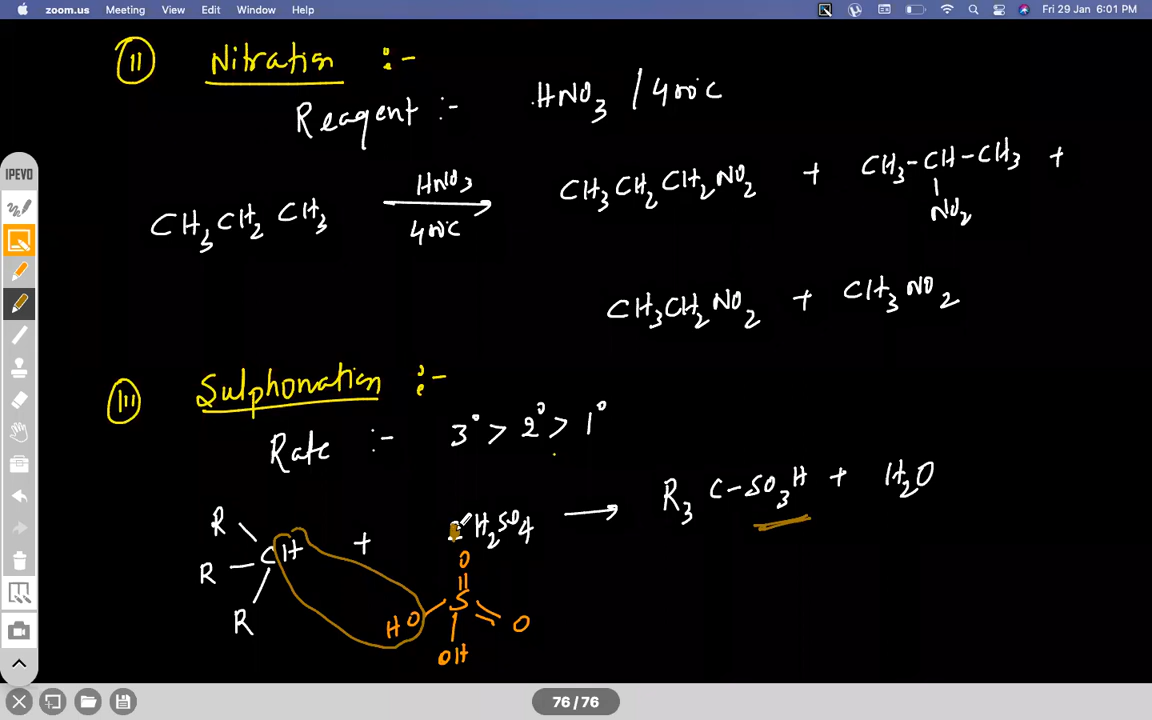 zoom.us Meeting View Edit Window Help Fri 29 Jan 6:01 PM
(II) Nitration :-
Reagent :- HNO3 / 400°C
IPEVO
CH3CH2CH3 HNO3 400°C → CH3CH2CH2NO2 + CH3-CH-CH3 +
NO2
CH3CH2NO2 + CH3NO2
(III) Sulphonation :-
Rate :- 3° > 2° > 1°
R R R CH + H2SO4 → R3 C-SO3H + H2O
O
S
HO O
OH
76 / 76